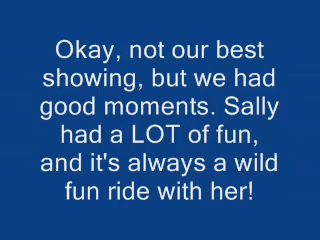 Okay, not our best
showing, but we had
good moments. Sally
had a LOT of fun,
and it's always a wild
fun ride with her!